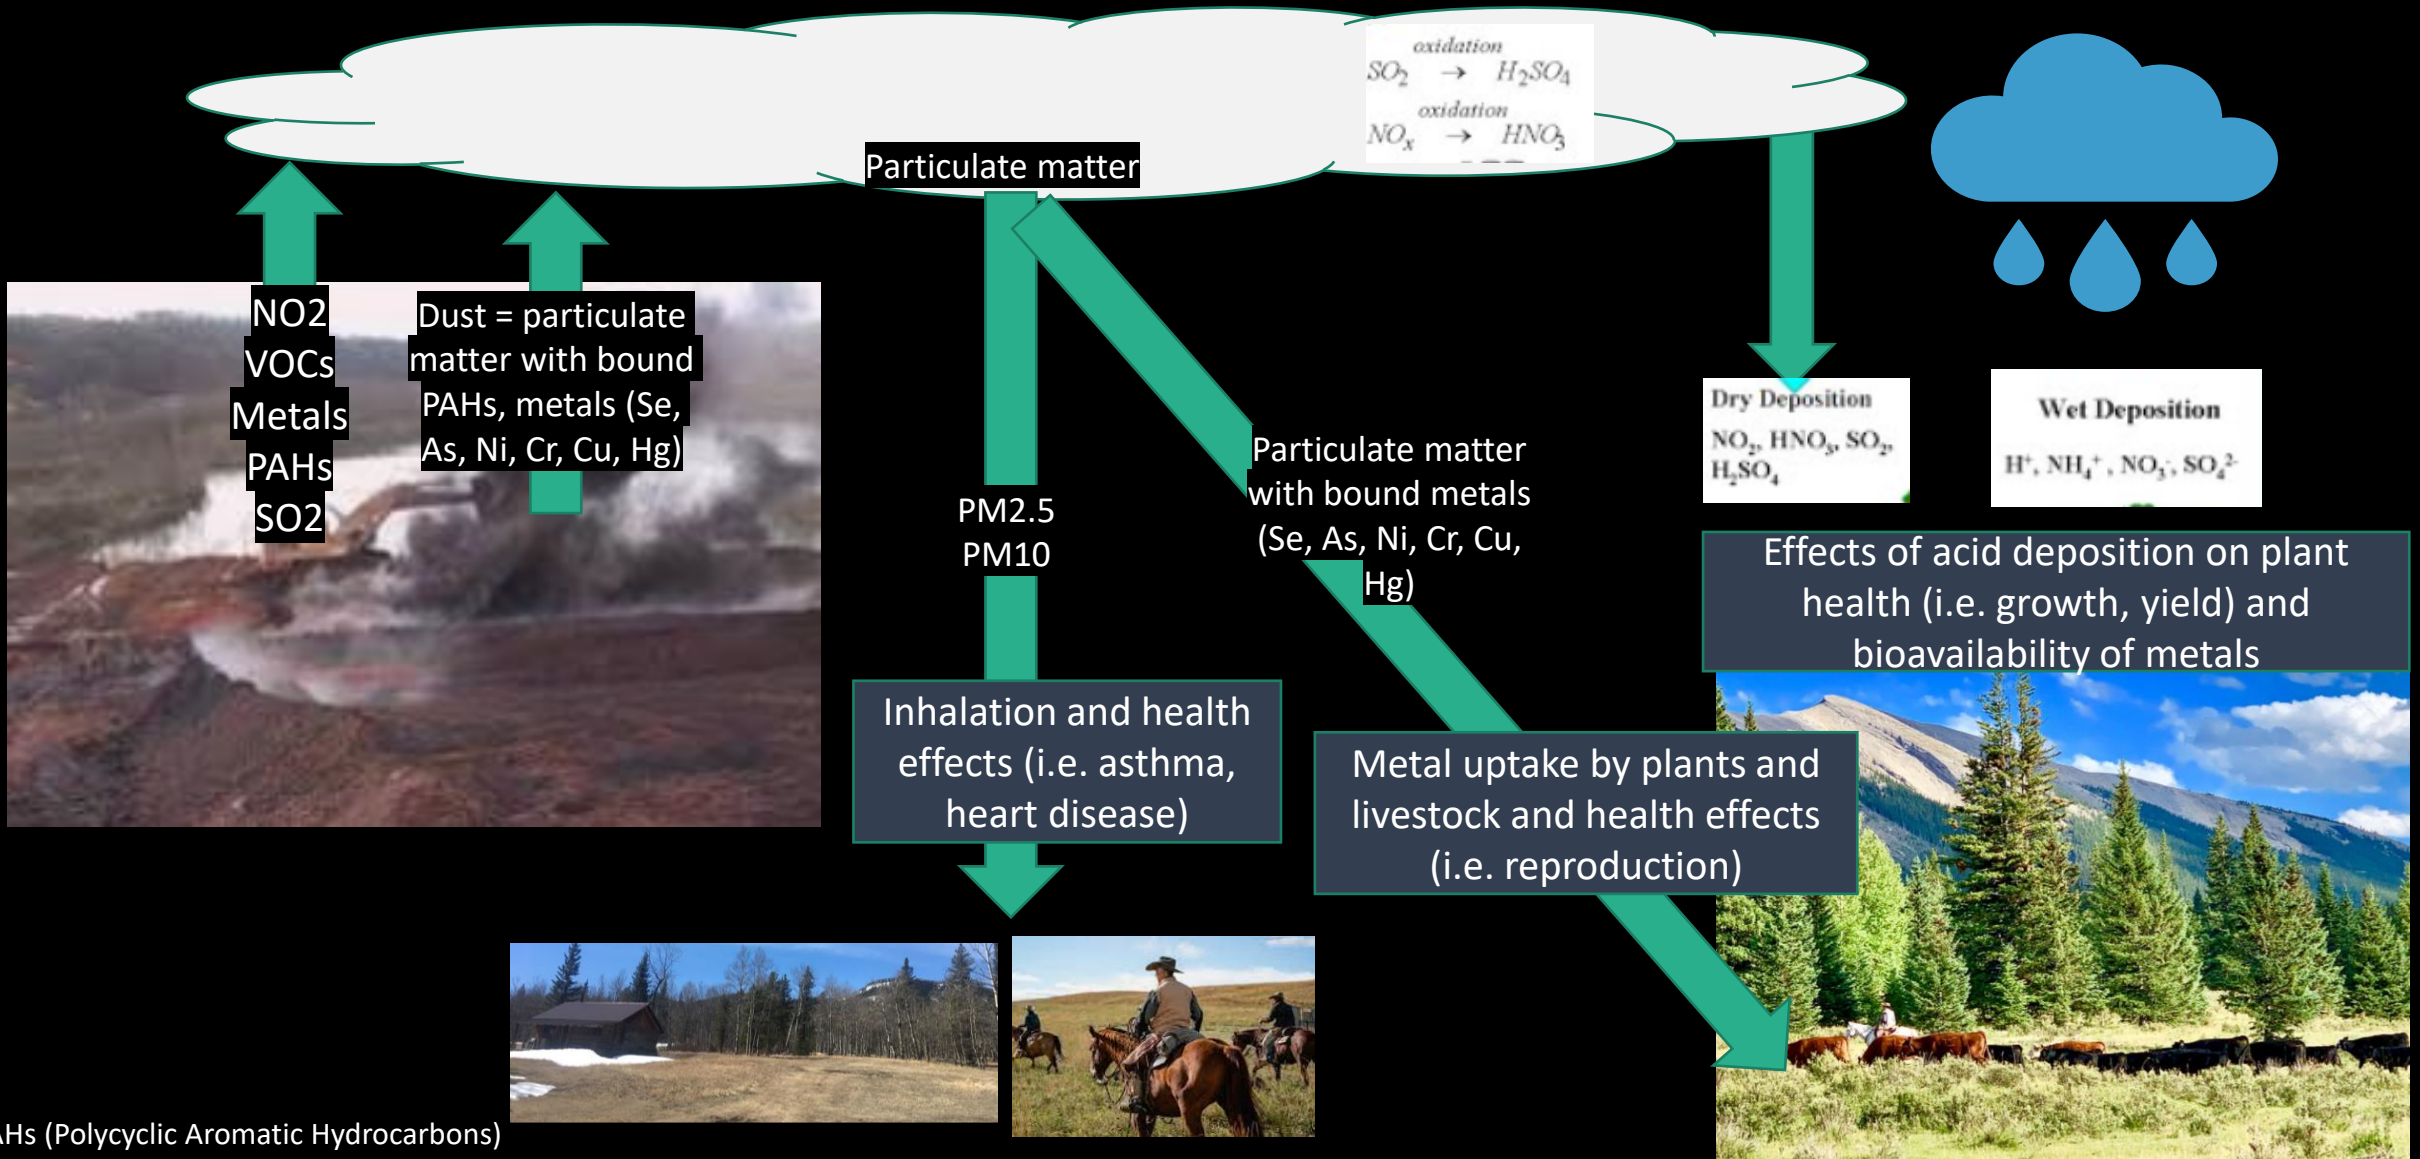 oxidation
SO₂ → H₂SO₄
oxidation
NOₓ → HNO₃
Particulate matter
NO2
VOCs
Metals
PAHs
SO2
Dust = particulate
matter with bound
PAHs, metals (Se,
As, Ni, Cr, Cu, Hg)
PM2.5
PM10
Particulate matter
with bound metals
(Se, As, Ni, Cr, Cu,
Hg)
Dry Deposition
NO₂, HNO₃, SO₂,
H₂SO₄
Wet Deposition
H⁺, NH₄⁺, NO₃⁻, SO₄²⁻
Effects of acid deposition on plant
health (i.e. growth, yield) and
bioavailability of metals
Inhalation and health
effects (i.e. asthma,
heart disease)
Metal uptake by plants and
livestock and health effects
(i.e. reproduction)
AHs (Polycyclic Aromatic Hydrocarbons)